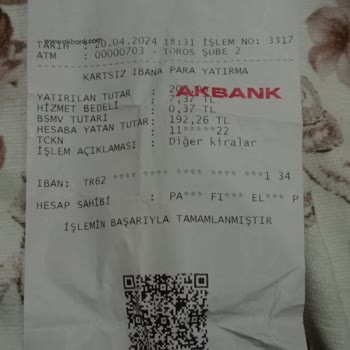 www.akbank.com
TARİH : 20.04.2024 18:31 İŞLEM NO: 3317
ATM : 00000703 - TOROS ŞUBE 2
KARTSIZ IBANA PARA YATIRMA
AKBANK
YATIRILAN TUTAR :
HİZMET BEDELİ : 7,37 TL
BSMV TUTARI : 0,37 TL
HESABA YATAN TUTAR: 192,26 TL
TCKN : 11*****22
İŞLEM AÇIKLAMASI : Diğer kiralar
IBAN: TR62 **** **** **** **** ***1 34
HESAP SAHİBİ : PA*** FI*** EL*** P
İŞLEMİN BAŞARIYLA TAMAMLANMIŞTIR